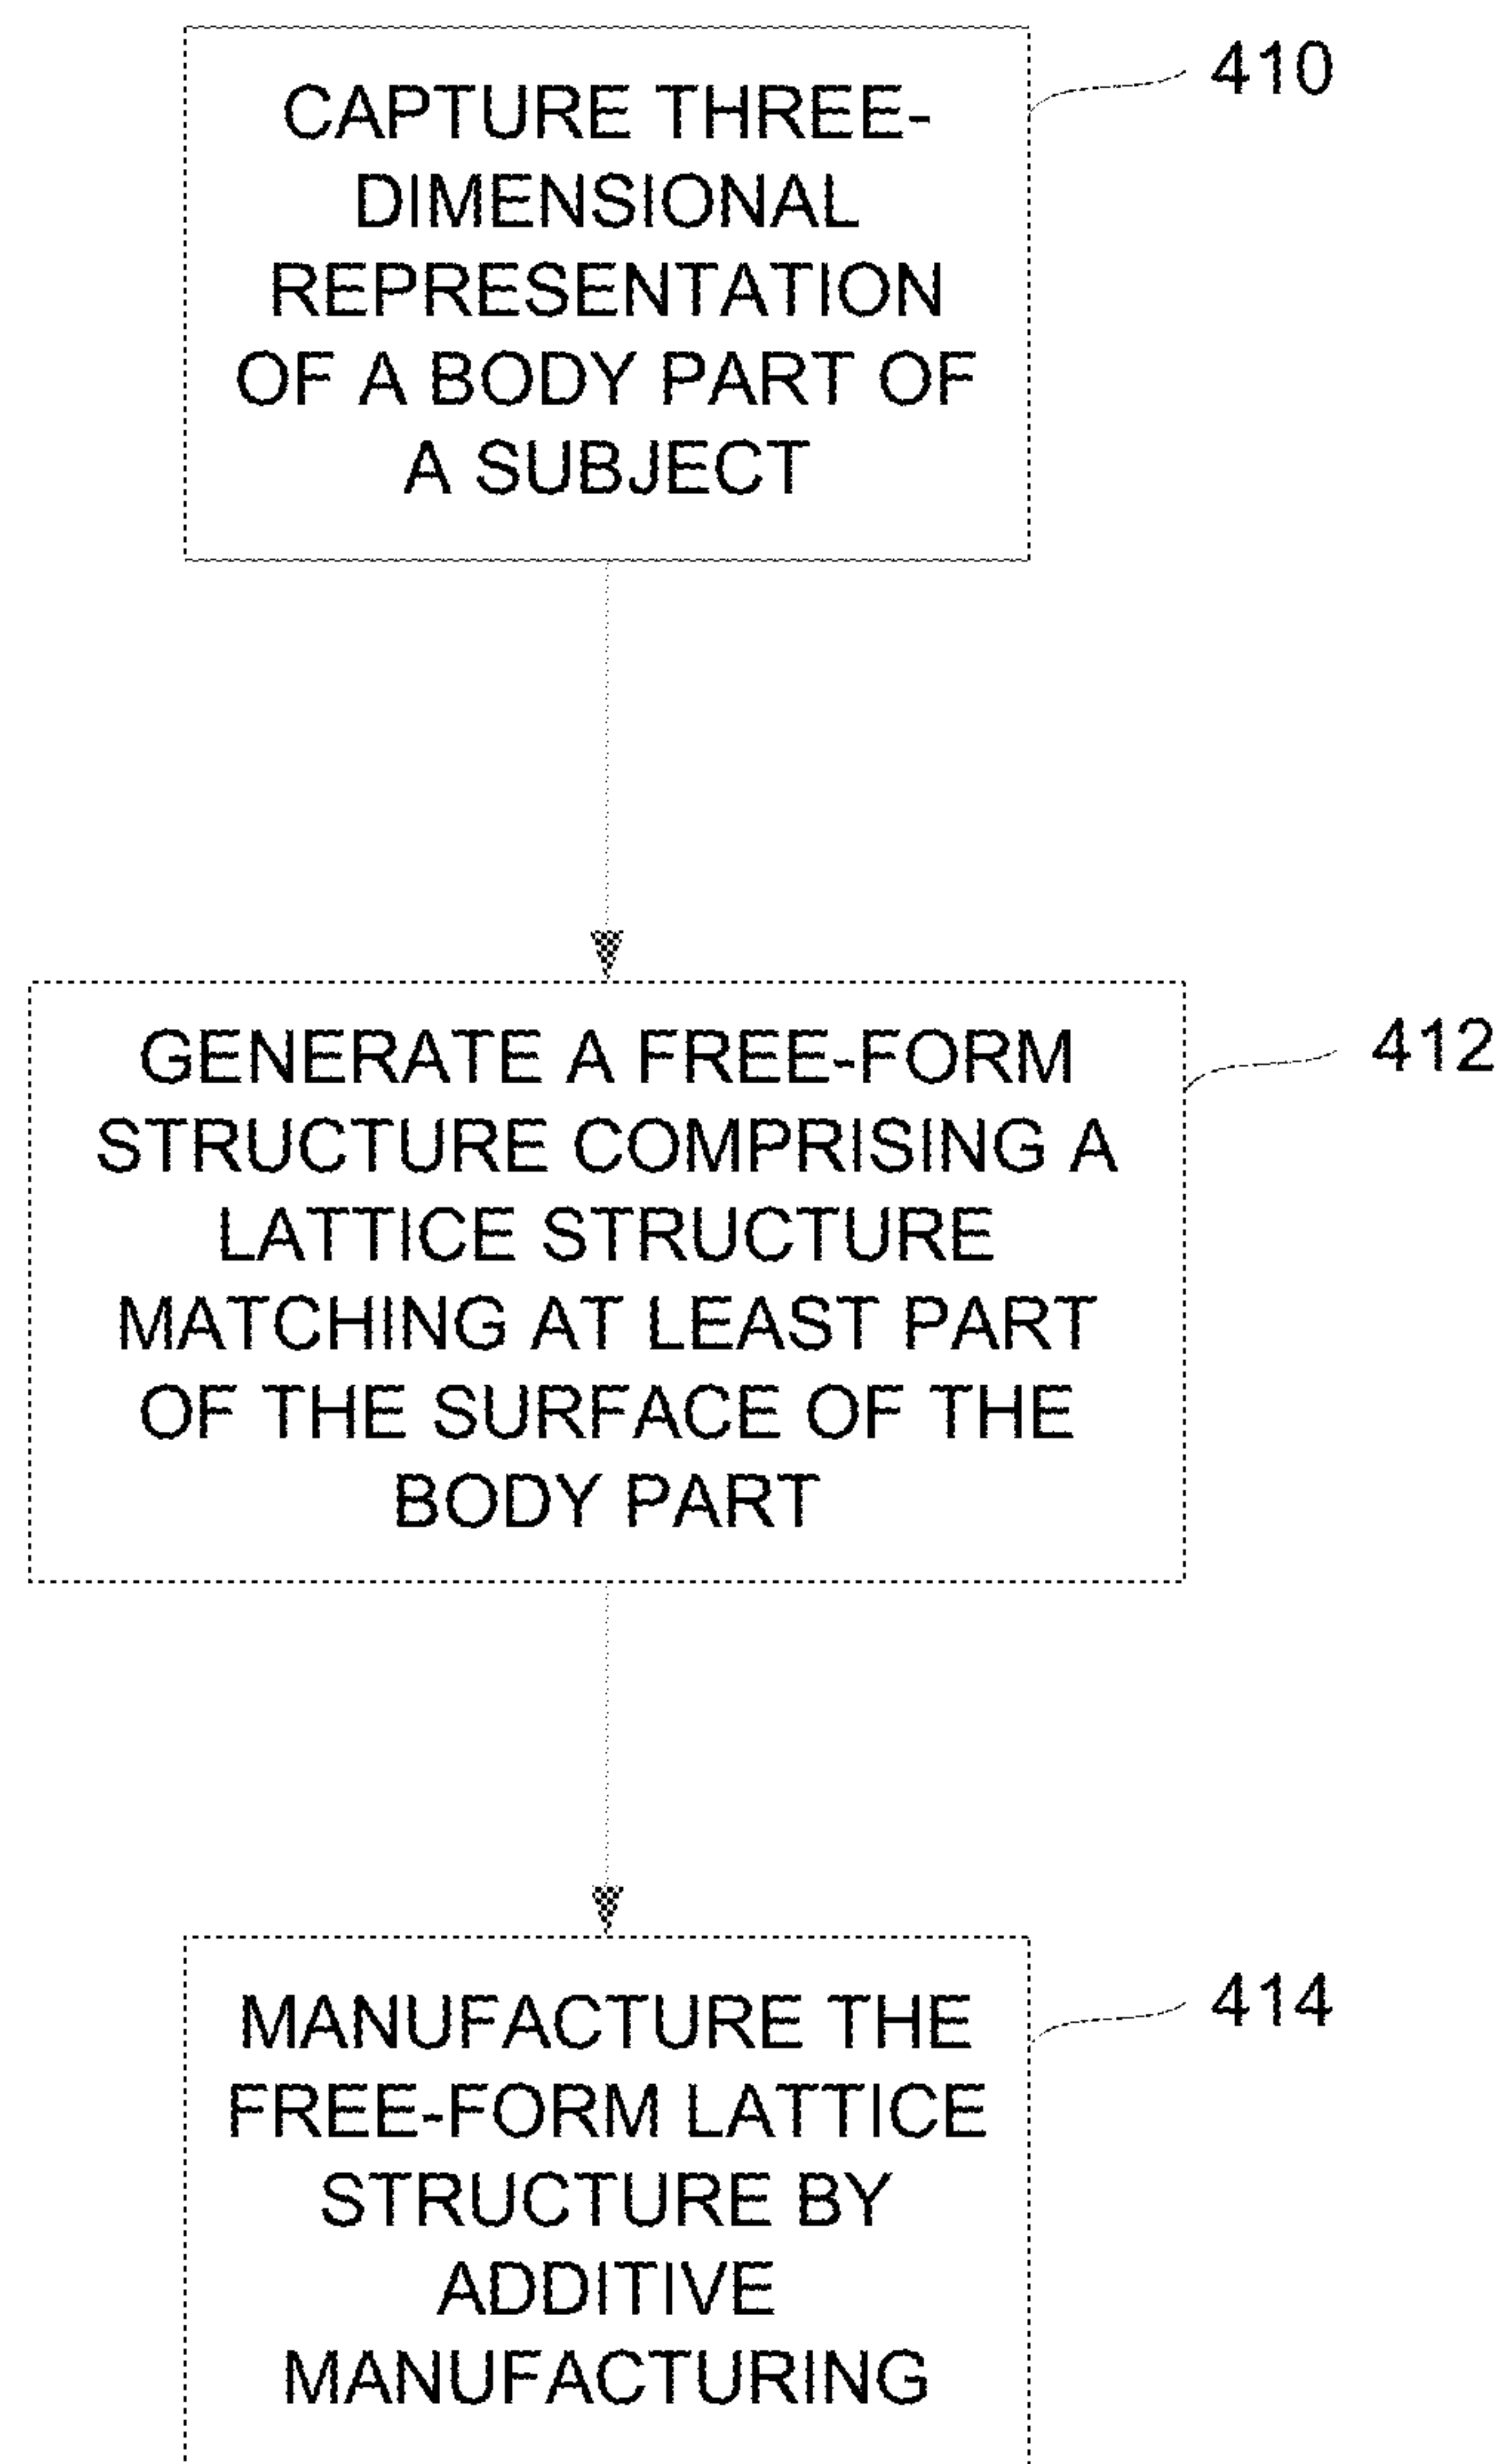 CAPTURE THREE-
DIMENSIONAL
REPRESENTATION
OF A BODY PART OF
A SUBJECT
410
GENERATE A FREE-FORM
STRUCTURE COMPRISING A
LATTICE STRUCTURE
MATCHING AT LEAST PART
OF THE SURFACE OF THE
BODY PART
412
MANUFACTURE THE
FREE-FORM LATTICE
STRUCTURE BY
ADDITIVE
MANUFACTURING
414